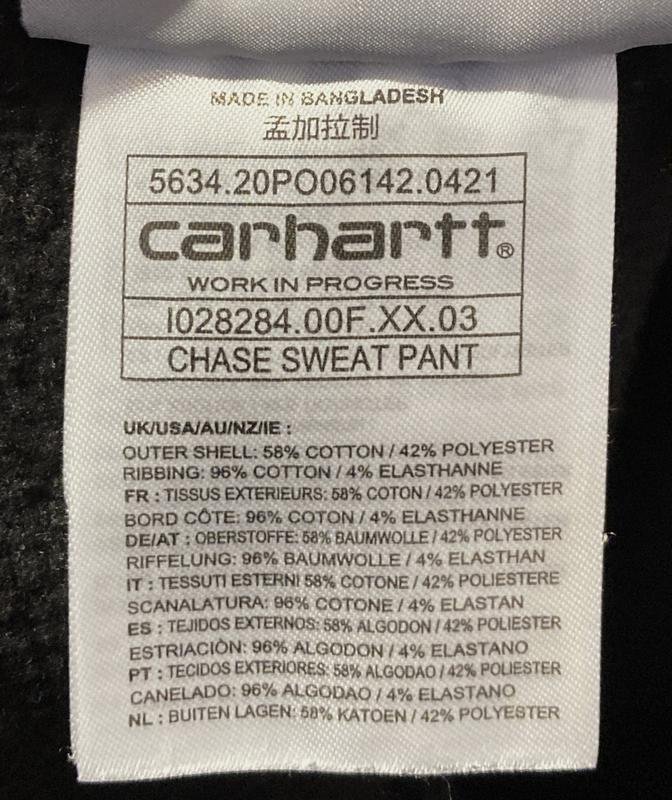 MADE IN BANGLADESH
孟加拉制
5634.20PO06142.0421
carhartt®
WORK IN PROGRESS
I028284.00F.XX.03
CHASE SWEAT PANT
UK/USA/AU/NZ/IE :
OUTER SHELL: 58% COTTON / 42% POLYESTER
RIBBING: 96% COTTON / 4% ELASTHANNE
FR : TISSUS EXTERIEURS: 58% COTON / 42% POLYESTER
BORD CÔTE: 96% COTON / 4% ELASTHANNE
DE/AT : OBERSTOFFE: 58% BAUMWOLLE / 42% POLYESTER
RIFFELUNG: 96% BAUMWOLLE / 4% ELASTHAN
IT : TESSUTI ESTERNI 58% COTONE / 42% POLIESTERE
SCANALATURA: 96% COTONE / 4% ELASTAN
ES : TEJIDOS EXTERNOS: 58% ALGODON / 42% POLIESTER
ESTRIACIÓN: 96% ALGODON / 4% ELASTANO
PT : TECIDOS EXTERIORES: 58% ALGODAO / 42% POLIESTER
CANELADO: 96% ALGODAO / 4% ELASTANO
NL : BUITEN LAGEN: 58% KATOEN / 42% POLYESTER